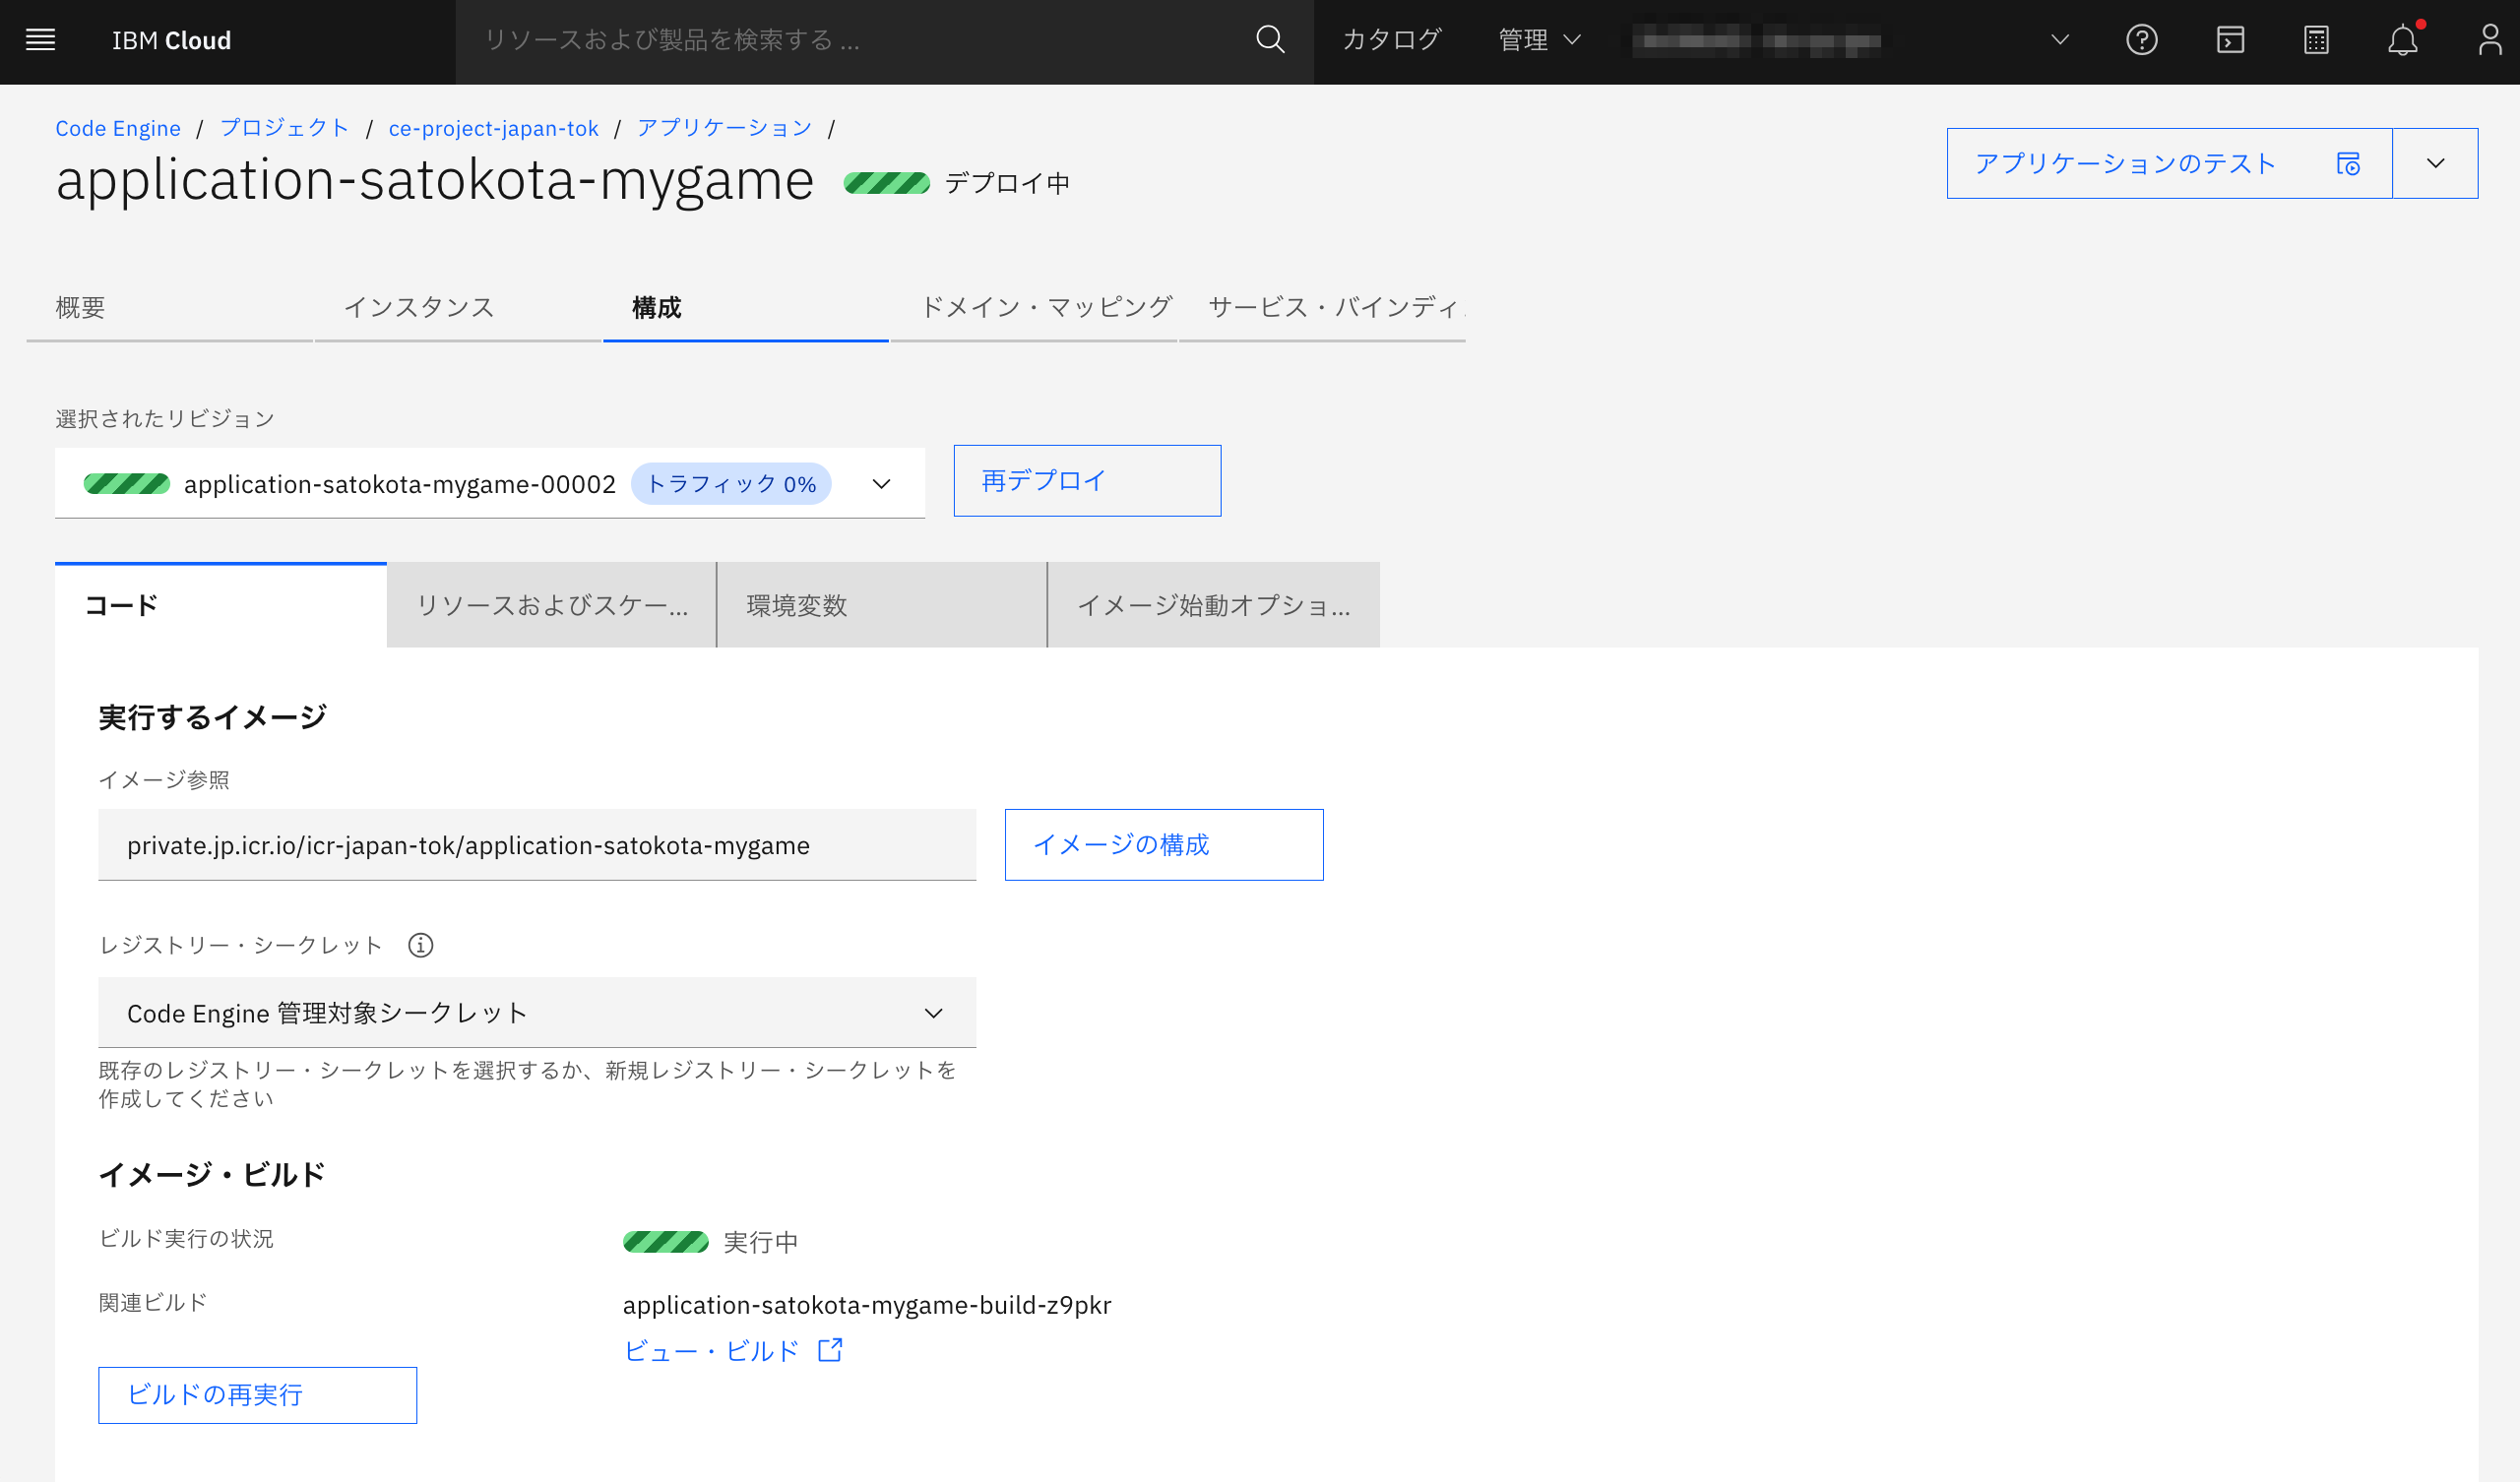 IBM Cloud
リソースおよび製品を検索する ...
カタログ
管理
Code Engine / プロジェクト / ce-project-japan-tok / アプリケーション /
application-satokota-mygame
デプロイ中
アプリケーションのテスト
概要
インスタンス
構成
ドメイン・マッピング
サービス・バインディ
選択されたリビジョン
application-satokota-mygame-00002
トラフィック 0%
再デプロイ
コード
リソースおよびスケー...
環境変数
イメージ始動オプショ...
実行するイメージ
イメージ参照
private.jp.icr.io/icr-japan-tok/application-satokota-mygame
イメージの構成
レジストリー・シークレット
Code Engine 管理対象シークレット
既存のレジストリー・シークレットを選択するか、新規レジストリー・シークレットを
作成してください
イメージ・ビルド
ビルド実行の状況
実行中
関連ビルド
application-satokota-mygame-build-z9pkr
ビュー・ビルド
ビルドの再実行